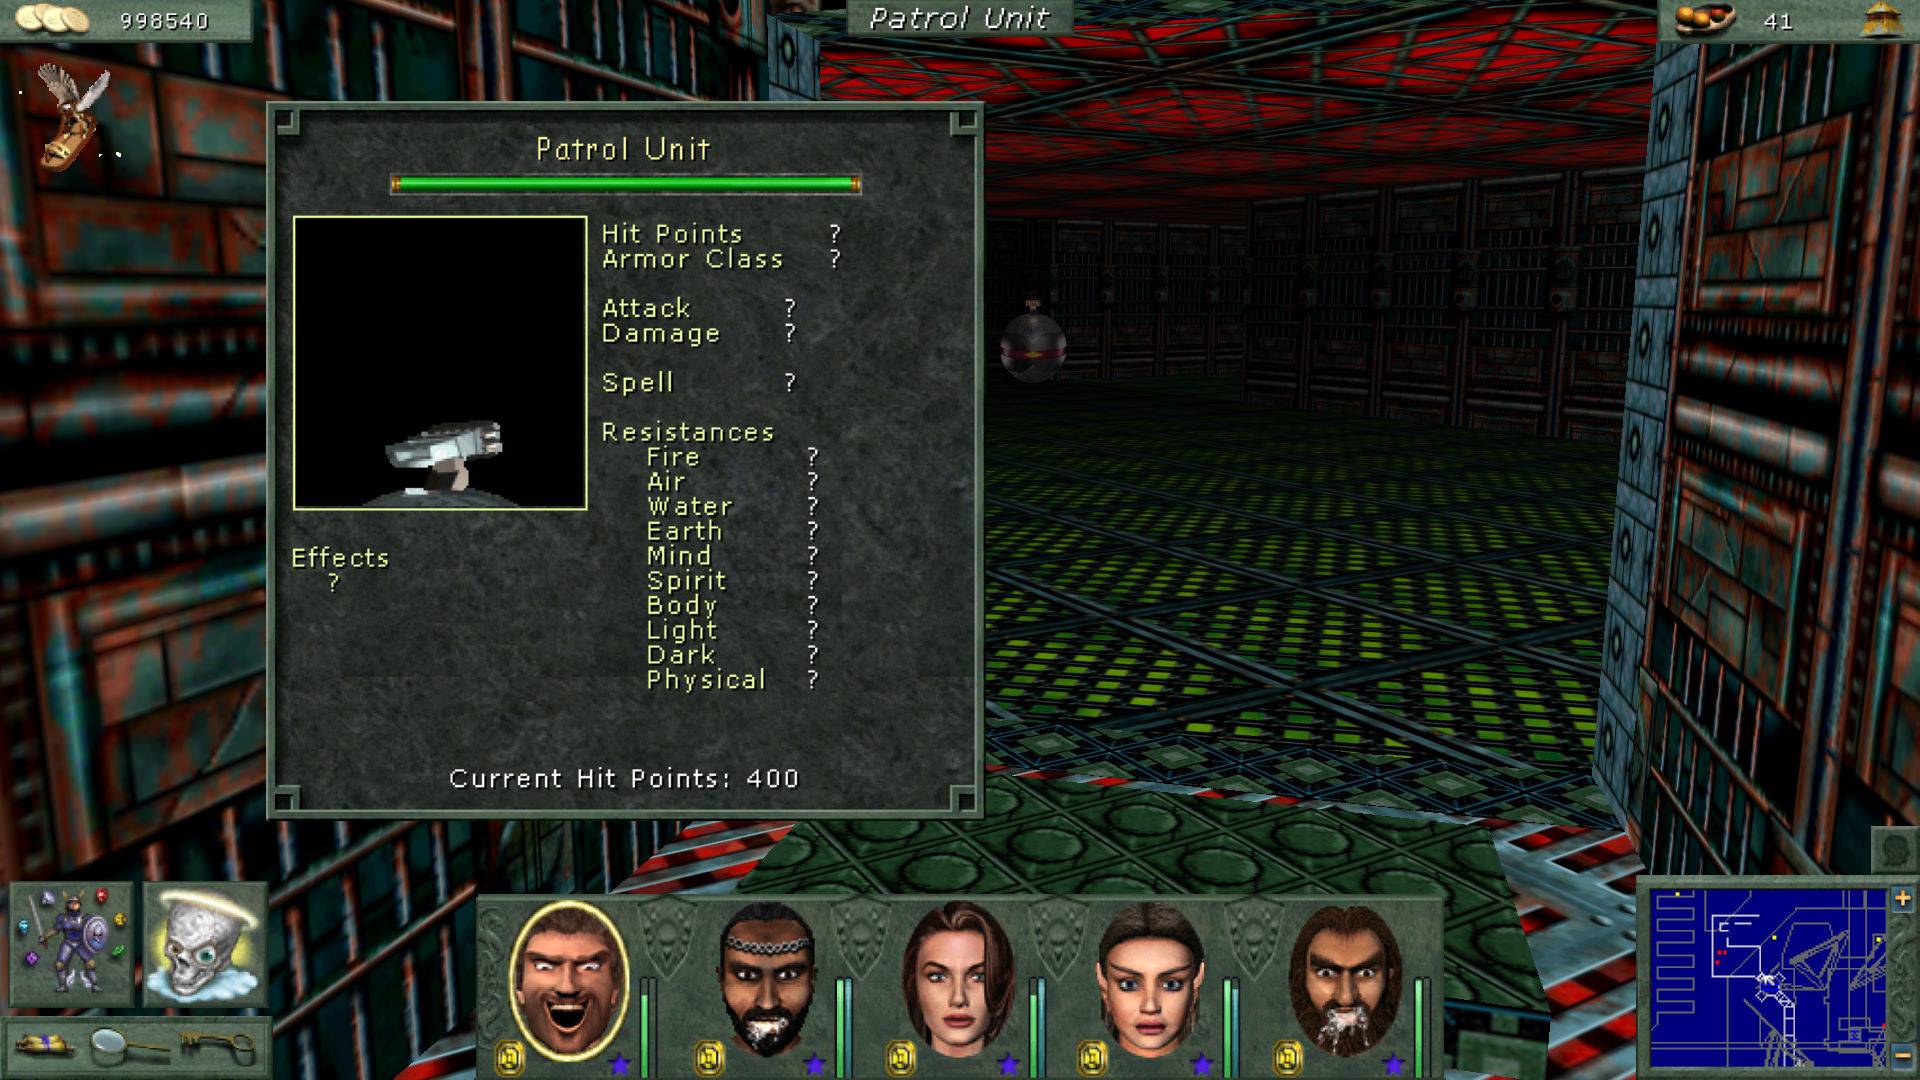 998540
Patrol Unit
41
Patrol Unit
Hit Points ?
Armor Class ?
Attack ?
Damage ?
Spell ?
Resistances
Fire ?
Air ?
Water ?
Earth ?
Mind ?
Spirit ?
Body ?
Light ?
Dark ?
Physical ?
Effects
?
Current Hit Points: 400